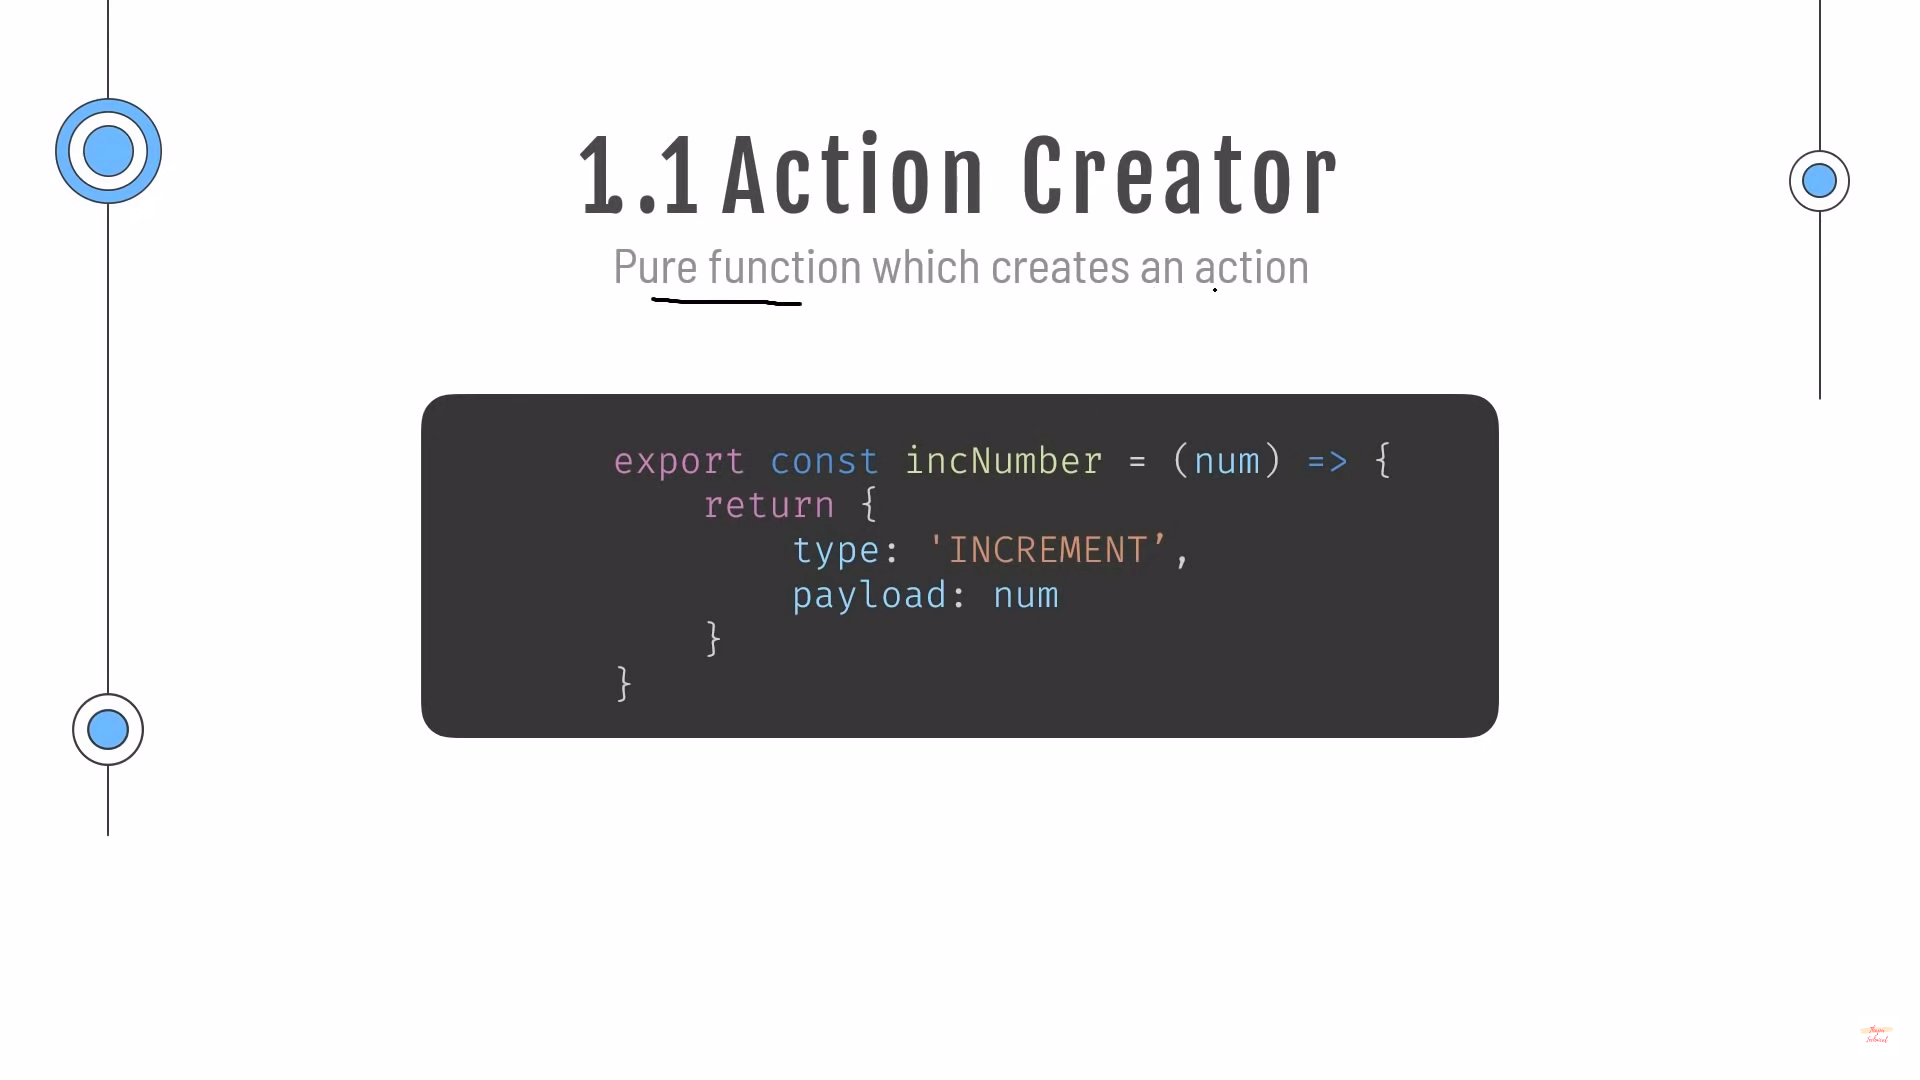 1.1 Action Creator
Pure function which creates an action
export const incNumber = (num) => {
return {
type: 'INCREMENT’,
payload: num
}
}